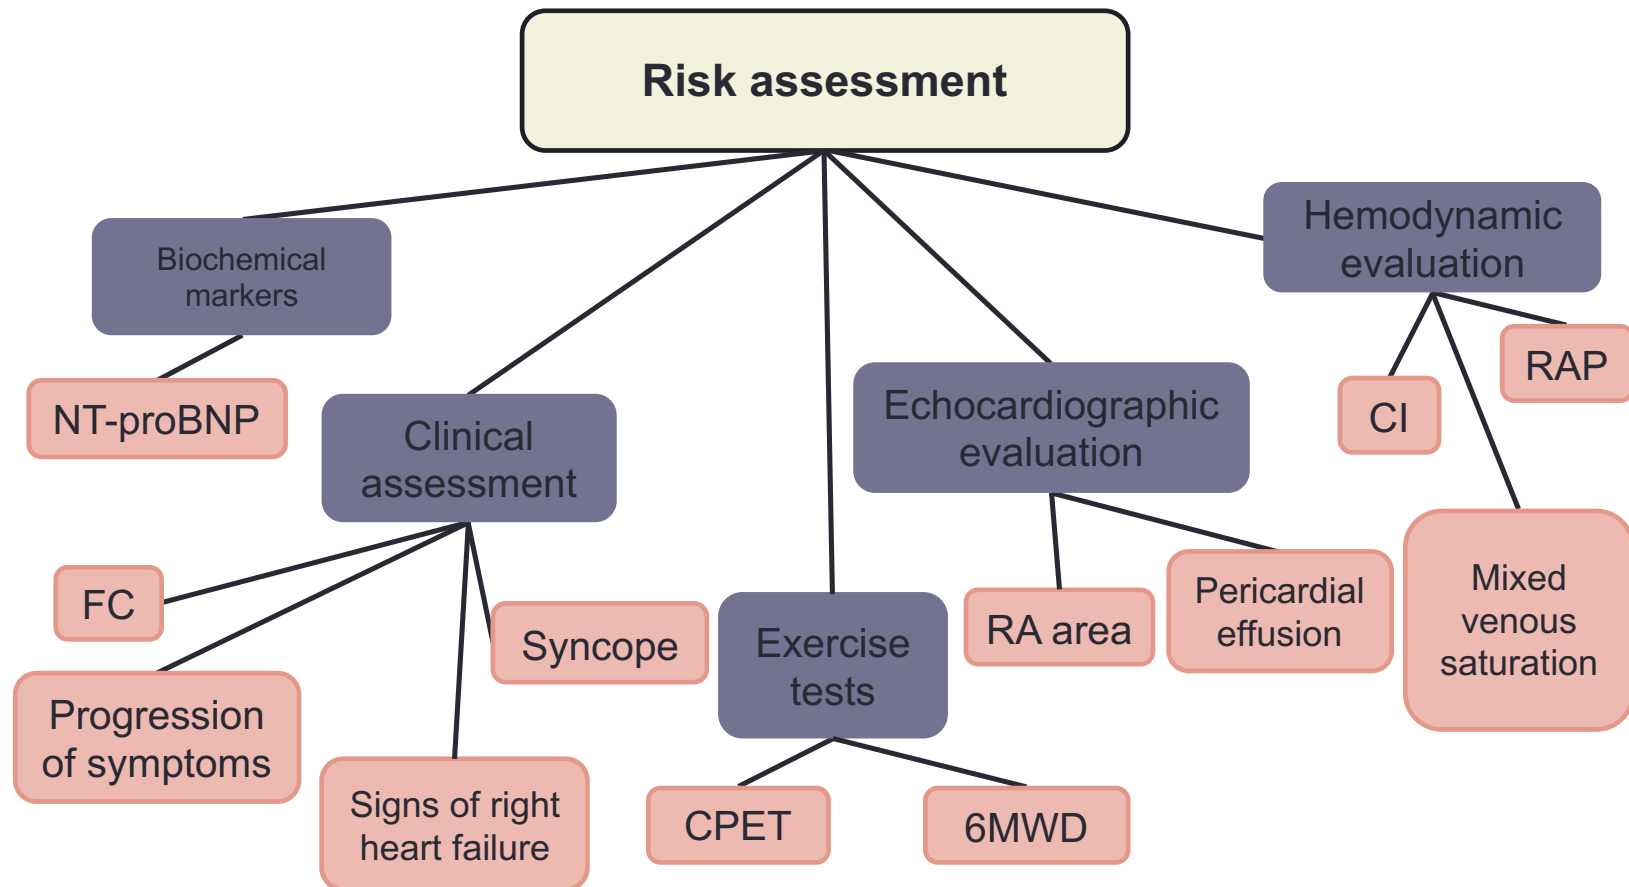 Risk assessment
Biochemical
markers
NT-proBNP
Clinical
assessment
FC
Progression
of symptoms
Signs of right
heart failure
Syncope
Exercise
tests
CPET
6MWD
Echocardiographic
evaluation
RA area
Pericardial
effusion
Hemodynamic
evaluation
CI
RAP
Mixed
venous
saturation